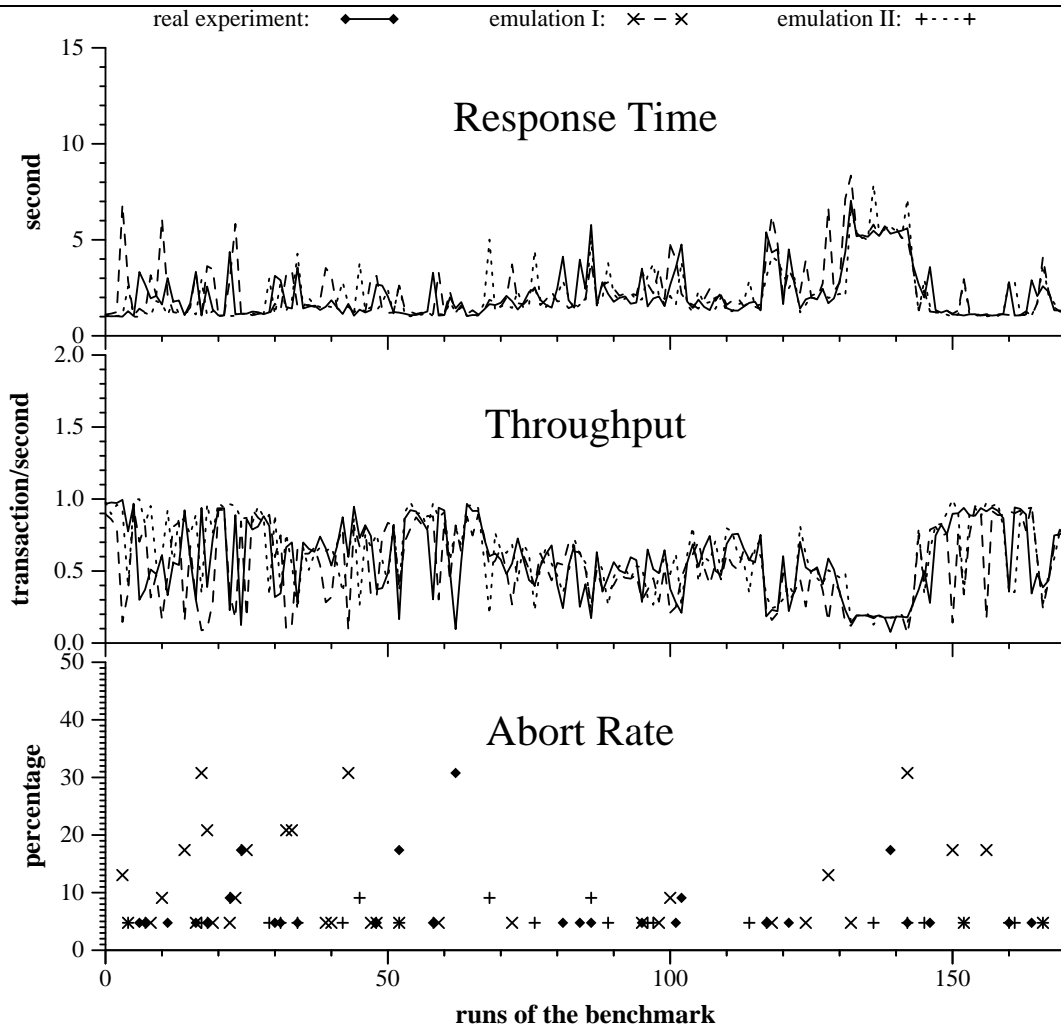 real experiment: emulation I: emulation II:
15
Response Time
10
second
5
0
2.0
1.5
Throughput
transaction/second
1.0
0.5
0.0
50
40
Abort Rate
percentage
30
20
10
0
0 50 100 150
runs of the benchmark